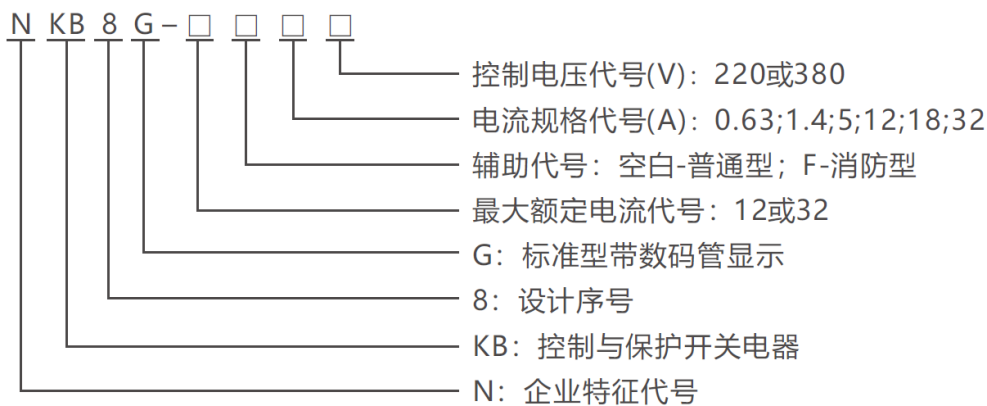 N KB 8 G-□ □ □ □
控制电压代号(V)：220或380
电流规格代号(A)：0.63;1.4;5;12;18;32
辅助代号：空白-普通型；F-消防型
最大额定电流代号：12或32
G：标准型带数码管显示
8：设计序号
KB：控制与保护开关电器
N：企业特征代号